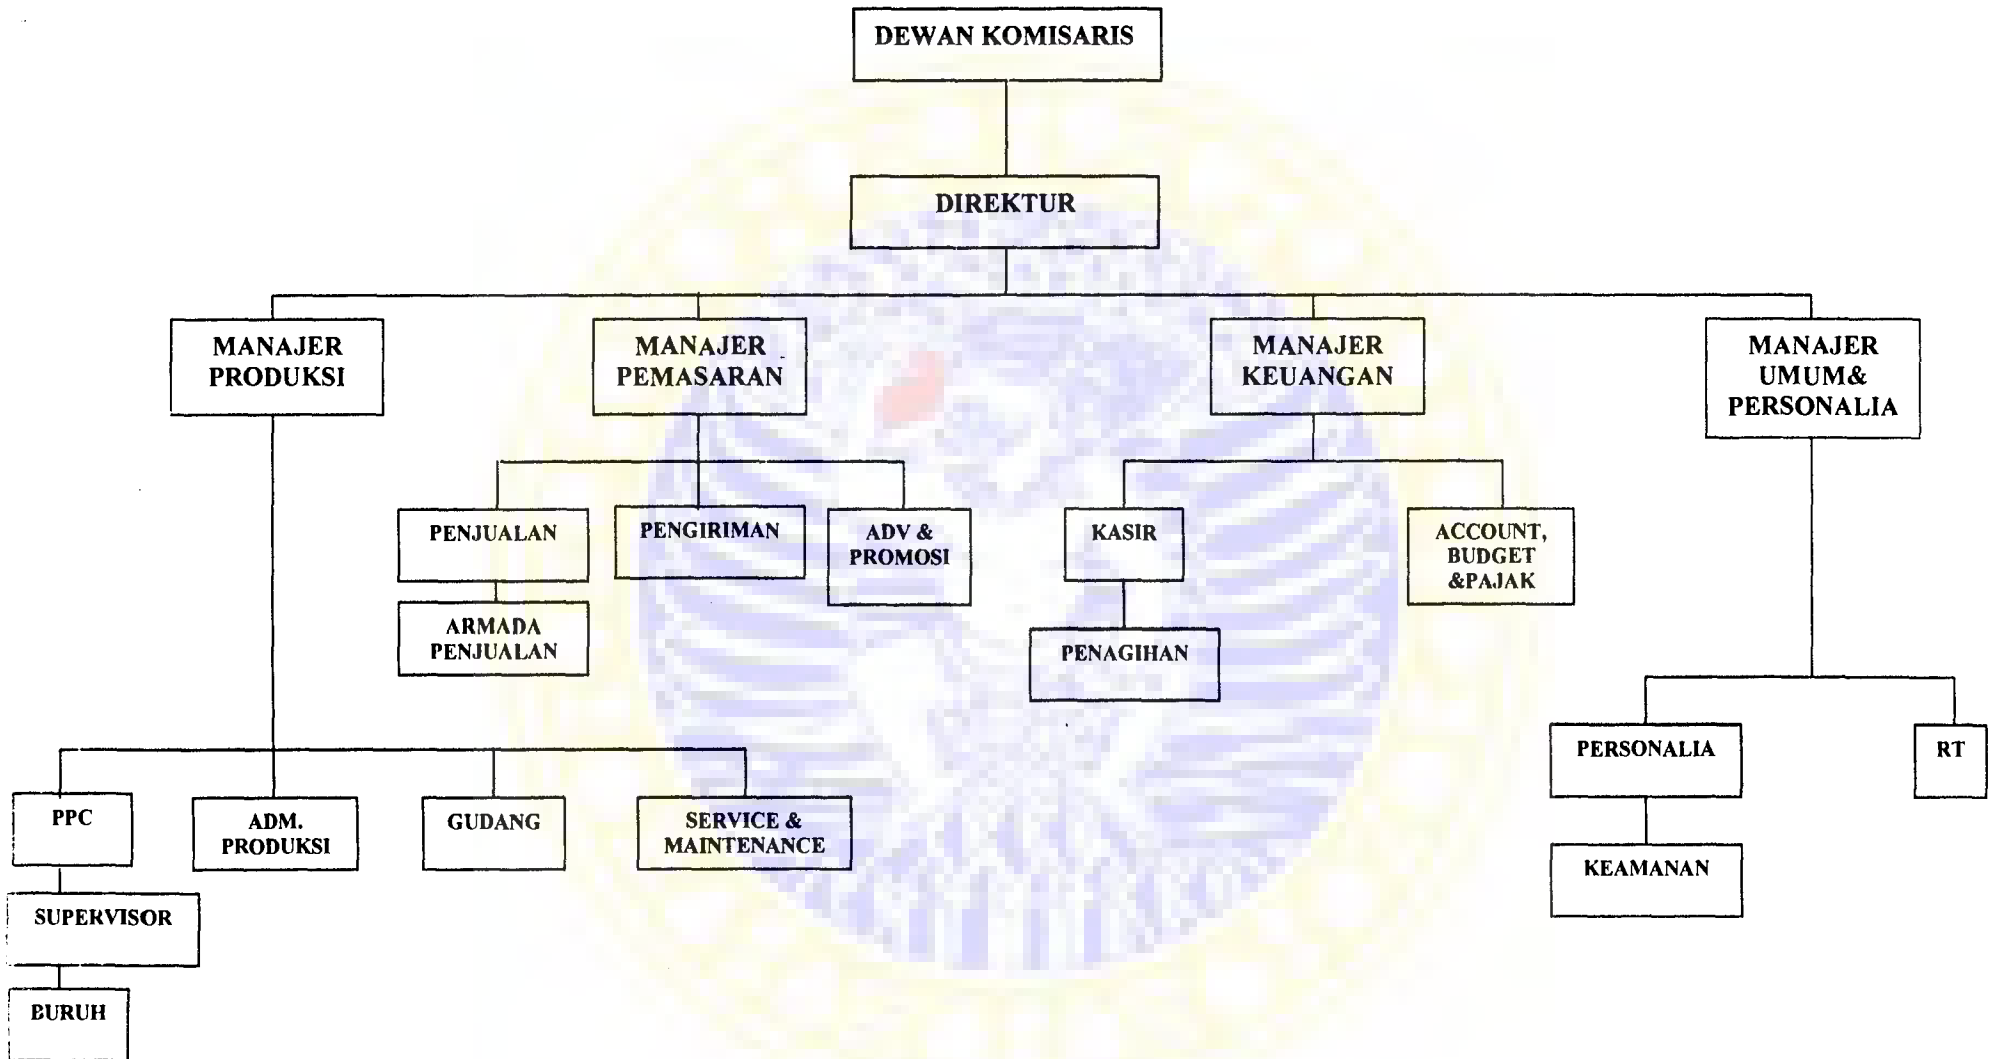 DEWAN KOMISARIS
DIREKTUR
MANAJER
PRODUKSI
MANAJER
PEMASARAN
MANAJER
KEUANGAN
MANAJER
UMUM&
PERSONALIA
PENJUALAN
PENGIRIMAN
ADV &
PROMOSI
KASIR
ACCOUNT,
BUDGET
&PAJAK
ARMADA
PENJUALAN
PENAGIHAN
PERSONALIA
RT
PPC
ADM.
PRODUKSI
GUDANG
SERVICE &
MAINTENANCE
KEAMANAN
SUPERVISOR
BURUH